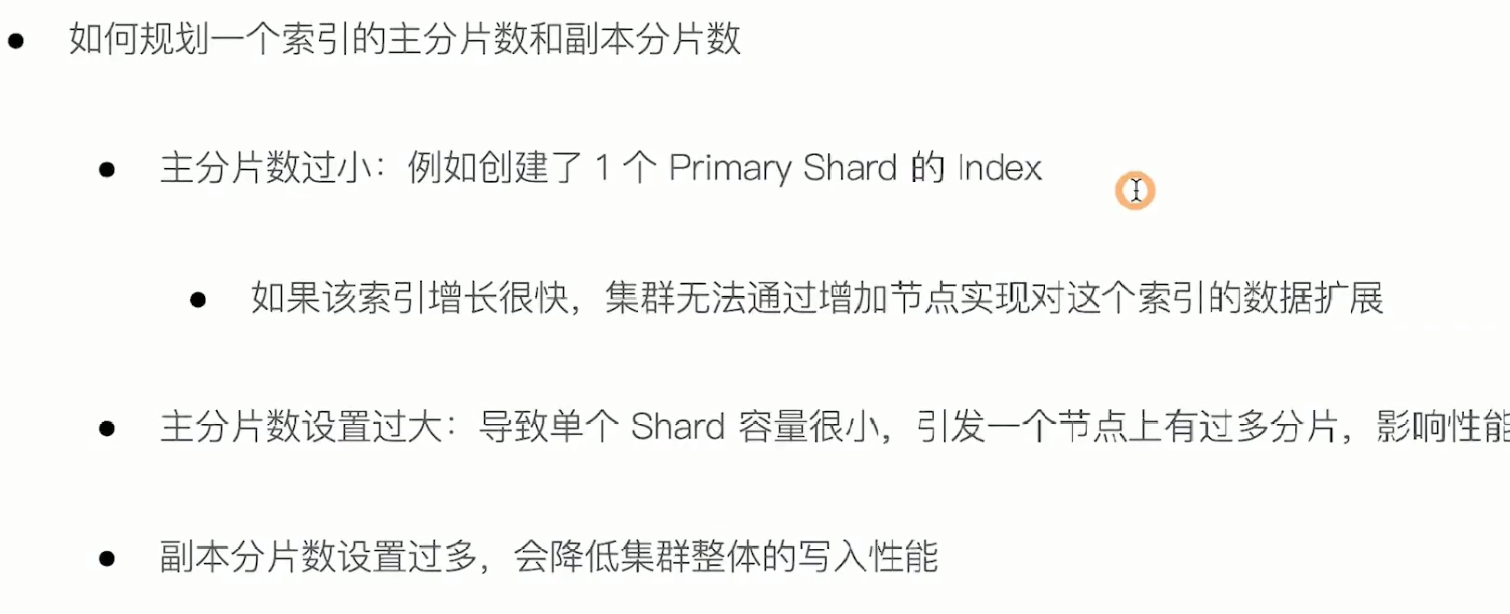 如何规划一个索引的主分片数和副本分片数
主分片数过小：例如创建了 1 个 Primary Shard 的 Index
如果该索引增长很快，集群无法通过增加节点实现对这个索引的数据扩展
主分片数设置过大：导致单个 Shard 容量很小，引发一个节点上有过多分片，影响性能
副本分片数设置过多，会降低集群整体的写入性能